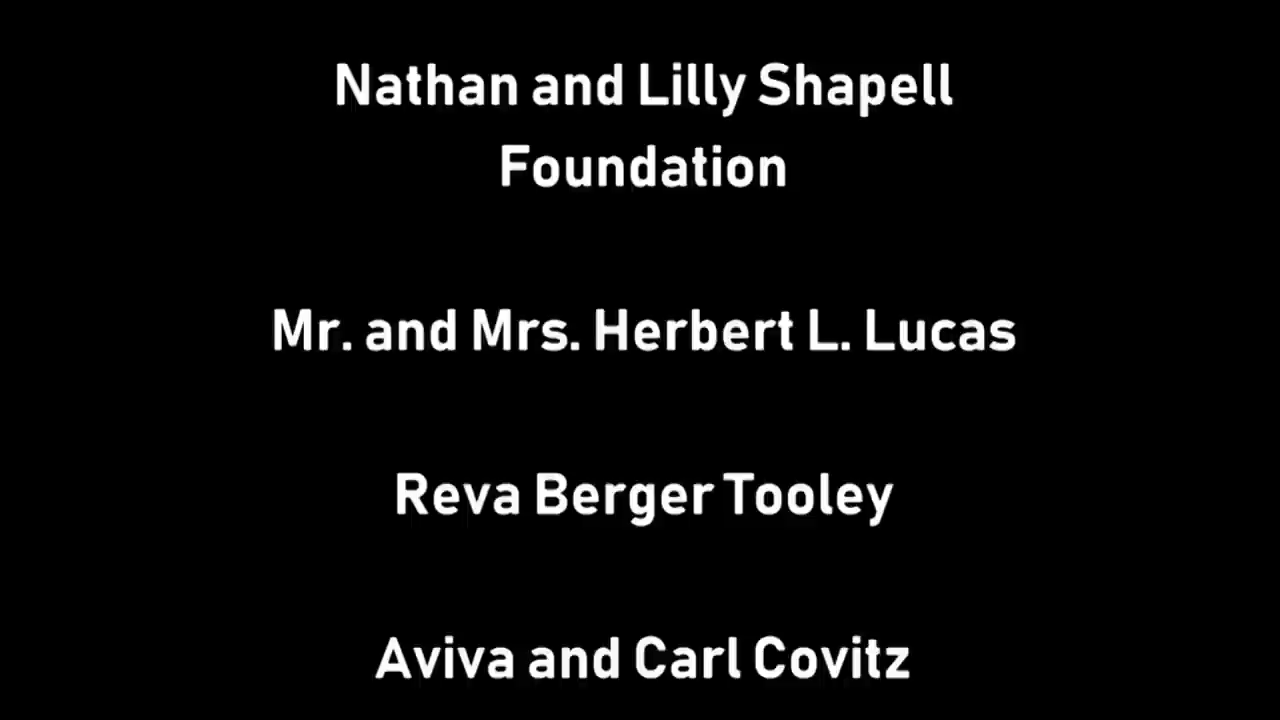 Nathan and Lilly Shapell
Foundation
Mr. and Mrs. Herbert L. Lucas
Reva Berger Tooley
Aviva and Carl Covitz